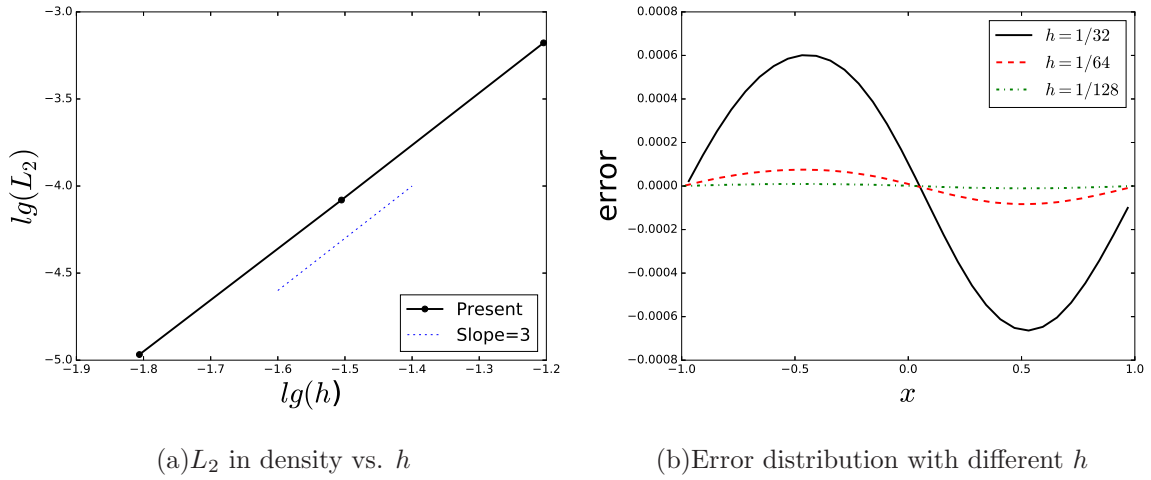 −3.0
−3.5
−4.0
−4.5
−5.0
lg(L₂)
−1.9 −1.8 −1.7 −1.6 −1.5 −1.4 −1.3 −1.2
lg(h)
Present
Slope=3
(a)L₂ in density vs. h
0.0008
0.0006
0.0004
0.0002
0.0000
−0.0002
−0.0004
−0.0006
−0.0008
error
−1.0 −0.5 0.0 0.5 1.0
x
h = 1/32
h = 1/64
h = 1/128
(b)Error distribution with different h